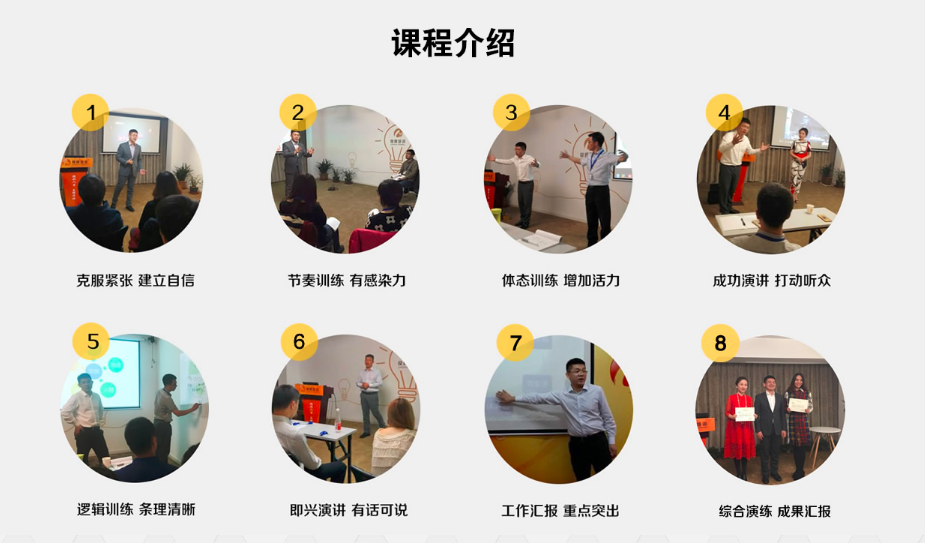 课程介绍
1
2
3
4
克服紧张 建立自信
节奏训练 有感染力
体态训练 增加活力
成功演讲 打动听众
5
6
7
8
逻辑训练 条理清晰
即兴演讲 有话可说
工作汇报 重点突出
综合演练 成果汇报